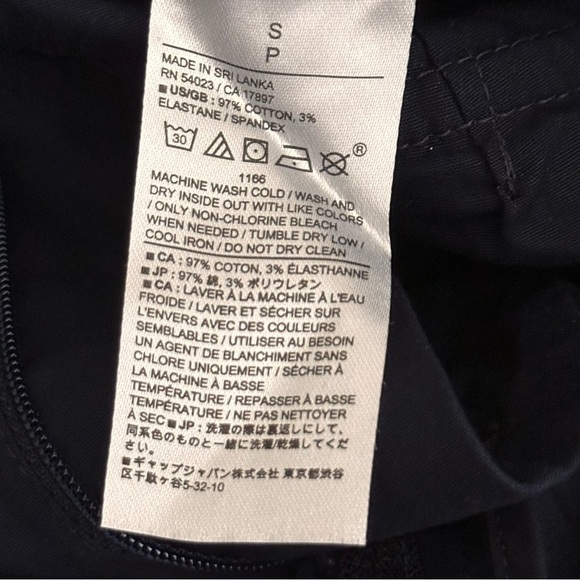 S
P
MADE IN SRI LANKA
RN 54023 / CA 17897
■ US/GB : 97% COTTON, 3%
ELASTANE / SPANDEX
30
®
1166
MACHINE WASH COLD / WASH AND
DRY INSIDE OUT WITH LIKE COLORS
/ ONLY NON-CHLORINE BLEACH
WHEN NEEDED / TUMBLE DRY LOW /
COOL IRON / DO NOT DRY CLEAN
■ CA : 97% COTON, 3% ÉLASTHANNE
■ JP : 97% 綿, 3% ポリウレタン
■ CA : LAVER À LA MACHINE À L'EAU
FROIDE / LAVER ET SÉCHER SUR
L'ENVERS AVEC DES COULEURS
SEMBLABLES / UTILISER AU BESOIN
UN AGENT DE BLANCHIMENT SANS
CHLORE UNIQUEMENT / SÉCHER À
LA MACHINE À BASSE
TEMPÉRATURE / REPASSER À BASSE
TEMPÉRATURE / NE PAS NETTOYER
À SEC ■ JP : 洗濯の際は裏返しにして、
同系色のものと一緒に洗濯/乾燥してくだ
さい。
■ ギャップジャパン株式会社 東京都渋谷
区千駄ヶ谷5-32-10